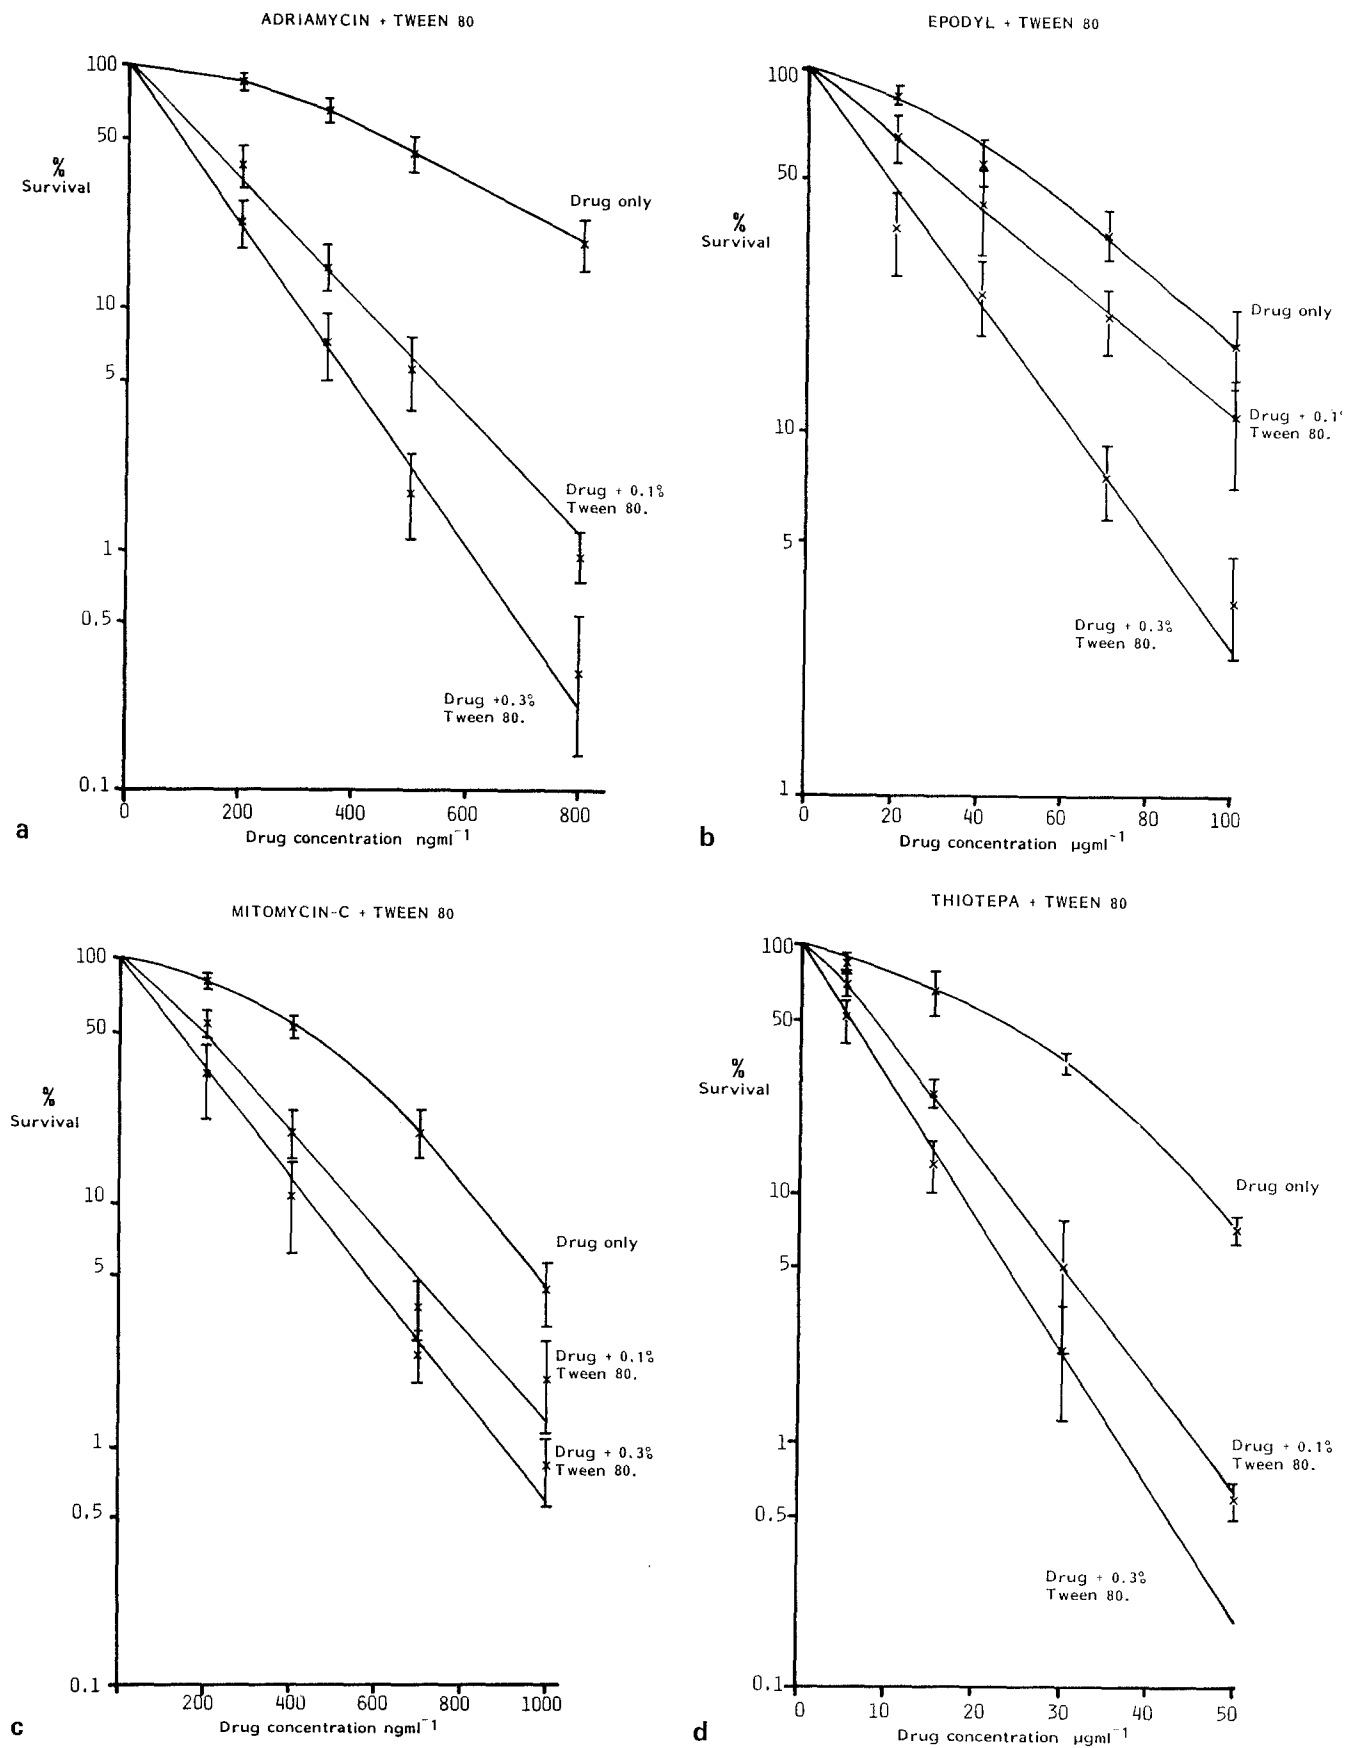 ADRIAMYCIN + TWEEN 80
100
50
%
Survival
10
5
1
0.5
0.1
Drug only
Drug + 0.1%
Tween 80.
Drug +0.3%
Tween 80.
0 200 400 600 800
Drug concentration ngml⁻¹
a
EPODYL + TWEEN 80
100
50
%
Survival
10
5
1
Drug only
Drug + 0.1
Tween 80.
Drug + 0.3%
Tween 80.
0 20 40 60 80 100
Drug concentration µgml⁻¹
b
MITOMYCIN-C + TWEEN 80
100
50
%
Survival
10
5
1
0.5
0.1
Drug only
Drug + 0.1%
Tween 80.
Drug + 0.3%
Tween 80.
200 400 600 800 1000
Drug concentration ngml⁻¹
c
THIOTEPA + TWEEN 80
100
50
%
Survival
10
5
1
0.5
0.1
Drug only
Drug + 0.1%
Tween 80.
Drug + 0.3%
Tween 80.
0 10 20 30 40 50
Drug concentration µgml⁻¹
d